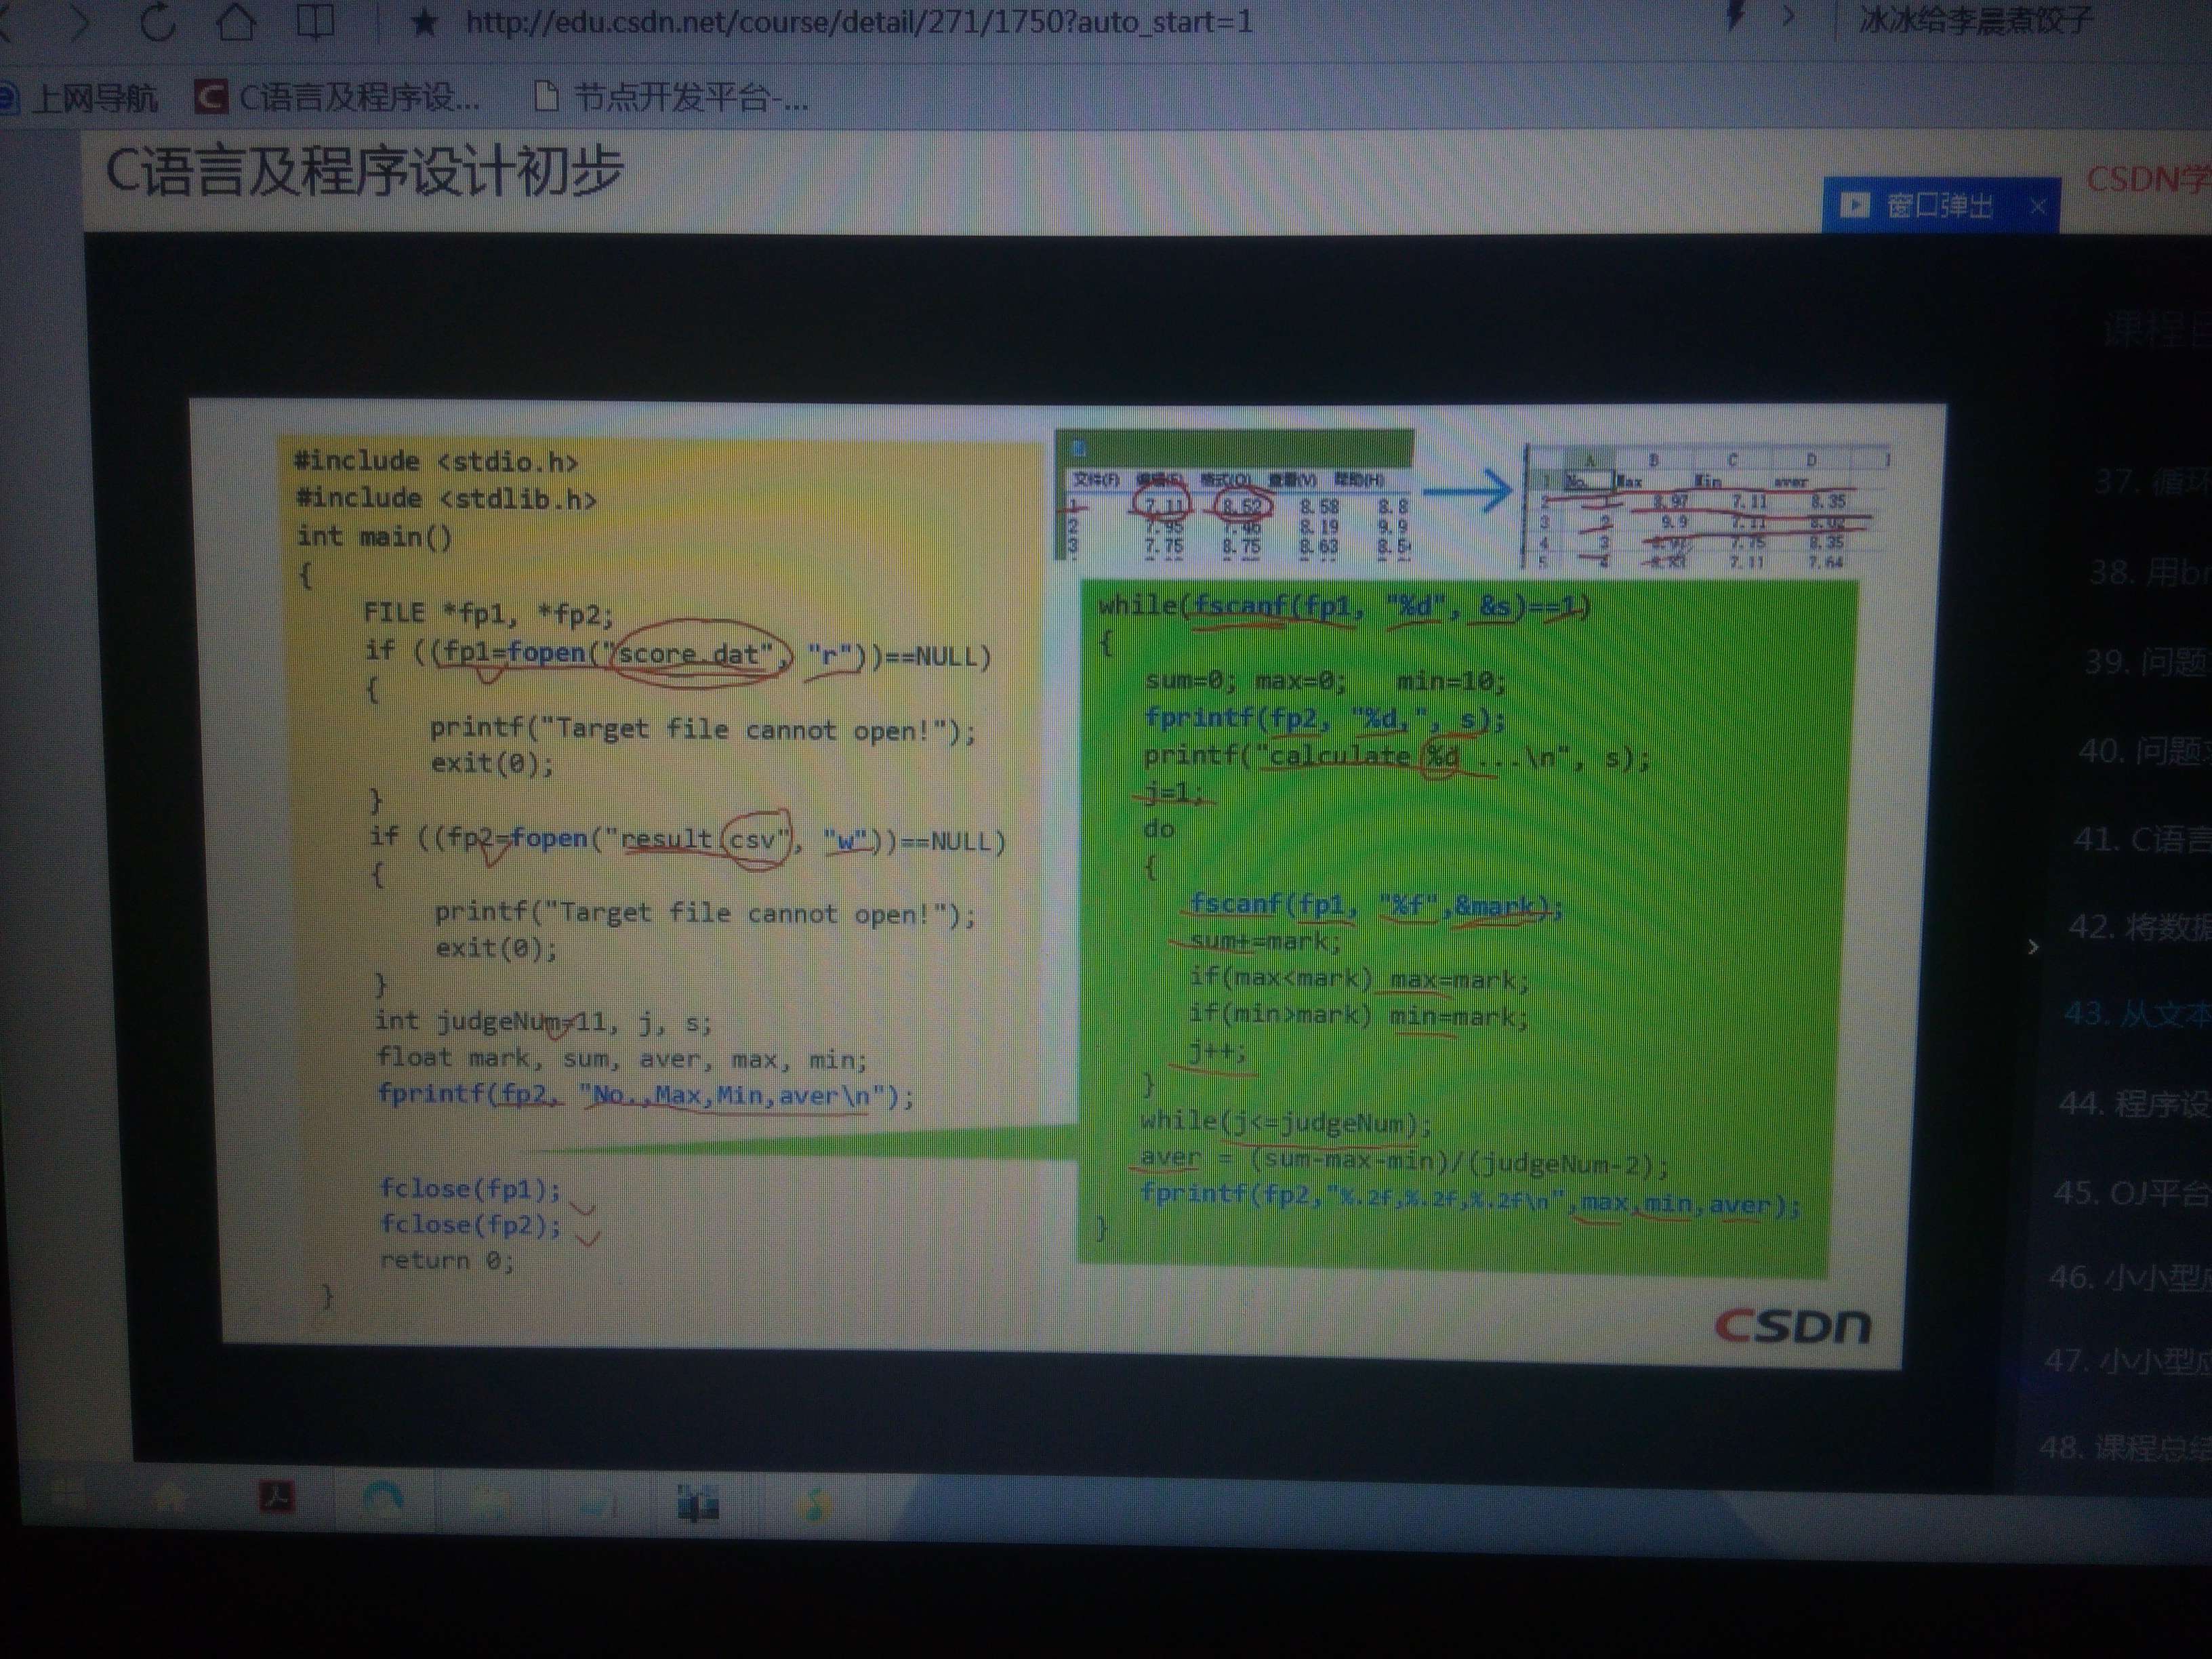 http://edu.csdn.net/course/detail/271/1750?auto_start=1
冰冰给李晨煮饺子
上网导航
C语言及程序设...
节点开发平台-...
C语言及程序设计初步
CSDN学
窗口弹出
#include <stdio.h>
#include <stdlib.h>
int main()
{
FILE *fp1, *fp2;
if ((fp1=fopen("score.dat", "r"))==NULL)
{
printf("Target file cannot open!");
exit(0);
}
if ((fp2=fopen("result.csv", "w"))==NULL)
{
printf("Target file cannot open!");
exit(0);
}
int judgeNum=11, j, s;
float mark, sum, aver, max, min;
fprintf(fp2, "No.,Max,Min,aver\n");
fclose(fp1);
fclose(fp2);
return 0;
}
文件(F) 编辑(E) 格式(O) 查看(V) 帮助(H)
1 7.11 8.52 8.58 8.8
2 7.95 7.46 8.19 9.9
3 7.75 8.75 8.63 8.5
A B C D
1 No. Max Min aver
2 1 8.97 7.11 8.35
3 2 9.9 7.11
4 3 7.75 8.35
5 4 7.11 7.64
while(fscanf(fp1, "%d", &s)==1)
{
sum=0; max=0; min=10;
fprintf(fp2, "%d,", s);
printf("calculate %d ...\n", s);
j=1;
do
{
fscanf(fp1, "%f",&mark);
sum+=mark;
if(max<mark) max=mark;
if(min>mark) min=mark;
j++;
}
while(j<=judgeNum);
aver = (sum-max-min)/(judgeNum-2);
fprintf(fp2,"%.2f,%.2f,%.2f\n",max,min,aver);
}
CSDN
课程目
37. 循环
38. 用br
39. 问题
40. 问题求
41. C语言
42. 将数据
43. 从文本
44. 程序设
45. OJ平台
46. 小小型应
47. 小小型应
48. 课程总结